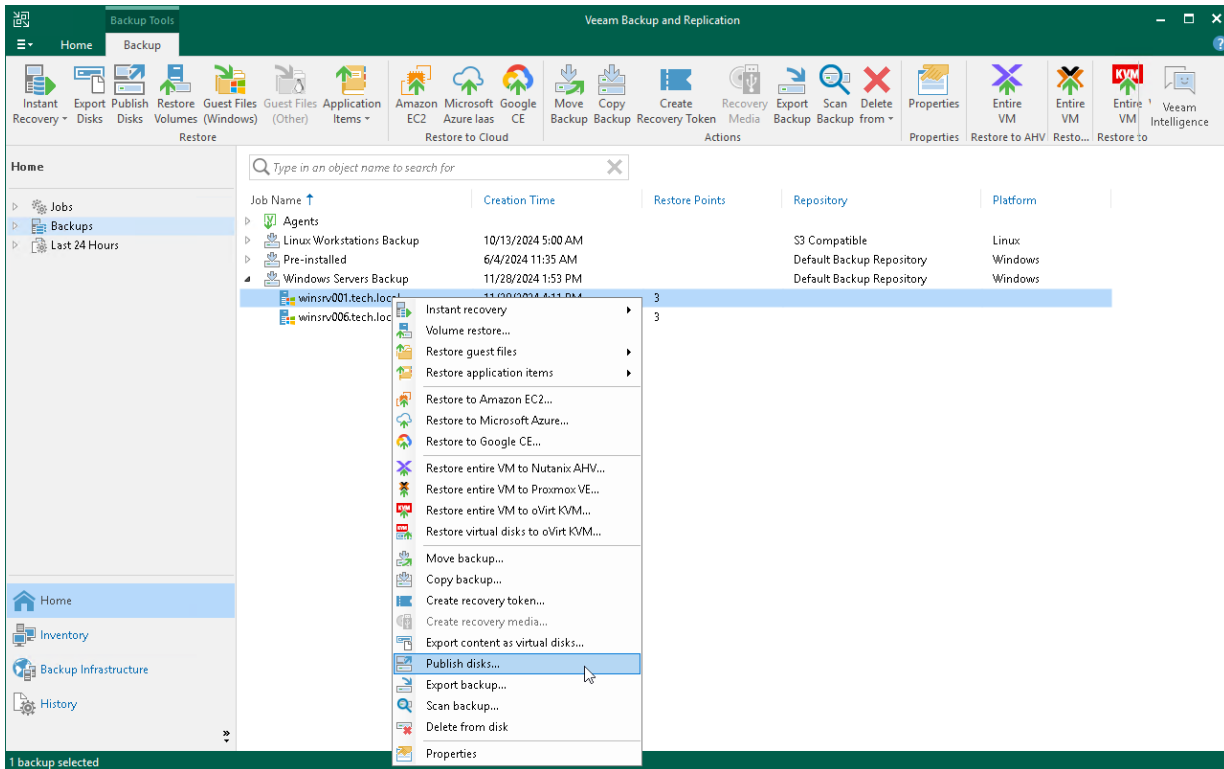 Backup Tools
Veeam Backup and Replication
Home Backup
Instant Recovery
Export Disks
Publish Disks
Restore Volumes
Guest Files (Windows)
Guest Files (Other)
Application Items
Restore
Amazon EC2
Microsoft Azure Iaas
Google CE
Restore to Cloud
Move Backup
Copy Backup
Create Recovery Token
Recovery Media
Export Backup
Scan Backup
Delete from
Actions
Properties
Properties
Entire VM
Restore to AHV
Entire VM
Resto...
Entire VM
Restore to
Veeam Intelligence
Home
Jobs
Backups
Last 24 Hours
Type in an object name to search for
Job Name Creation Time Restore Points Repository Platform
Agents
Linux Workstations Backup 10/13/2024 5:00 AM S3 Compatible Linux
Pre-installed 6/4/2024 11:35 AM Default Backup Repository Windows
Windows Servers Backup 11/28/2024 1:53 PM Default Backup Repository Windows
winsrv001.tech.local 3
winsrv006.tech.loc 3
Instant recovery
Volume restore...
Restore guest files
Restore application items
Restore to Amazon EC2...
Restore to Microsoft Azure...
Restore to Google CE...
Restore entire VM to Nutanix AHV...
Restore entire VM to Proxmox VE...
Restore entire VM to oVirt KVM...
Restore virtual disks to oVirt KVM...
Move backup...
Copy backup...
Create recovery token...
Create recovery media...
Export content as virtual disks...
Publish disks...
Export backup...
Scan backup...
Delete from disk
Properties
Home
Inventory
Backup Infrastructure
History
1 backup selected